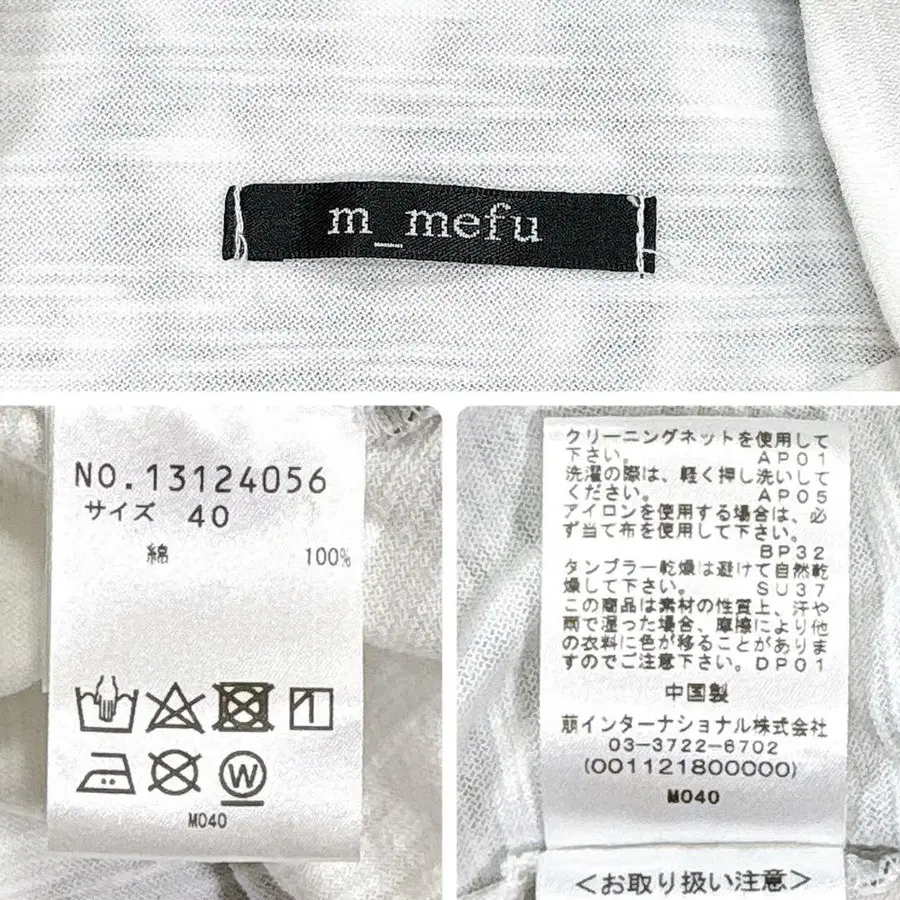 m_mefu
NO.13124056
サイズ 40
綿 100%
W
M040
クリーニングネットを使用して
下さい。 AP01
洗濯の際は、軽く押し洗いして
ください。 AP05
アイロンを使用する場合は、必
ず当て布を使用して下さい。
BP32
タンブラー乾燥は避けて自然乾
燥して下さい。 SU37
この商品は素材の性質上、汗や
雨で湿った場合、摩擦により他
の衣料に色が移ることがありま
すのでご注意下さい。DP01
中国製
萠インターナショナル株式会社
03-3722-6702
(001121800000)
M040
<お取り扱い注意>